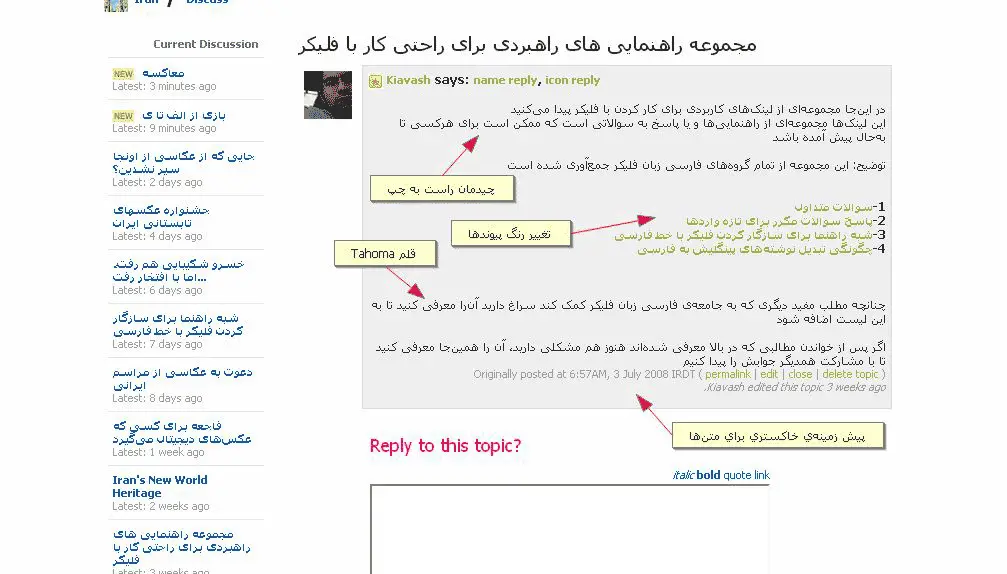 Iran / Discuss
Current Discussion
NEW معاکسه
Latest: 3 minutes ago
NEW بازی از الف تا ی
Latest: 9 minutes ago
جایی که از عکاسی از اونجا
سیر نشدین؟
Latest: 2 days ago
جشنواره عکسهای
تابستانی ایران
Latest: 4 days ago
خسرو شکیبایی هم رفت.
اما با افتخار رفت...
Latest: 6 days ago
شبه راهنما برای سازگار
کردن فلیکر با خط فارسی
Latest: 7 days ago
دعوت به عکاسی از مراسم
ایرانی
Latest: 8 days ago
فاجعه برای کسی که
عکس‌های دیجیتال می‌گیرد
Latest: 1 week ago
Iran's New World
Heritage
Latest: 2 weeks ago
مجموعه راهنمایی های
راهبردی برای راحتی کار با
فلیکر
Latest: 3 weeks ago
مجموعه راهنمایی های راهبردی برای راحتی کار با فلیکر
Kiavash says: name reply, icon reply
در این‌جا مجموعه‌ای از لینک‌های کاربردی برای کار کردن با فلیکر پیدا می‌کنید
این لینک‌ها مجموعه‌ای از راهنمایی‌ها و یا پاسخ به سوالاتی است که ممکن است برای هرکسی تا
به‌حال پیش آمده باشد
توضیح: این مجموعه از تمام گروه‌های فارسی زبان فلیکر جمع‌آوری شده است
چیدمان راست به چپ
1-سوالات متداول
2-پاسخ سوالات مکرر برای تازه واردها
3-شبه راهنما برای سازگار کردن فلیکر با خط فارسی
4-چگونگی تبدیل نوشته‌های پینگلیش به فارسی
تغییر رنگ پیوندها
قلم Tahoma
چنانچه مطلب مفید دیگری که به جامعه‌ی فارسی زبان فلیکر کمک کند سراغ دارید آن‌را معرفی کنید تا به
این لیست اضافه شود
اگر پس از خواندن مطالبی که در بالا معرفی شده‌اند هنوز هم مشکلی دارید، آن را همین‌جا معرفی کنید
تا با مشارکت همدیگر جوابش را پیدا کنیم
Originally posted at 6:57AM, 3 July 2008 IRDT ( permalink | edit | close | delete topic )
Kiavash edited this topic 3 weeks ago.
پیش زمینه‌ي خاکستري براي متن‌ها
Reply to this topic?
italic bold quote link